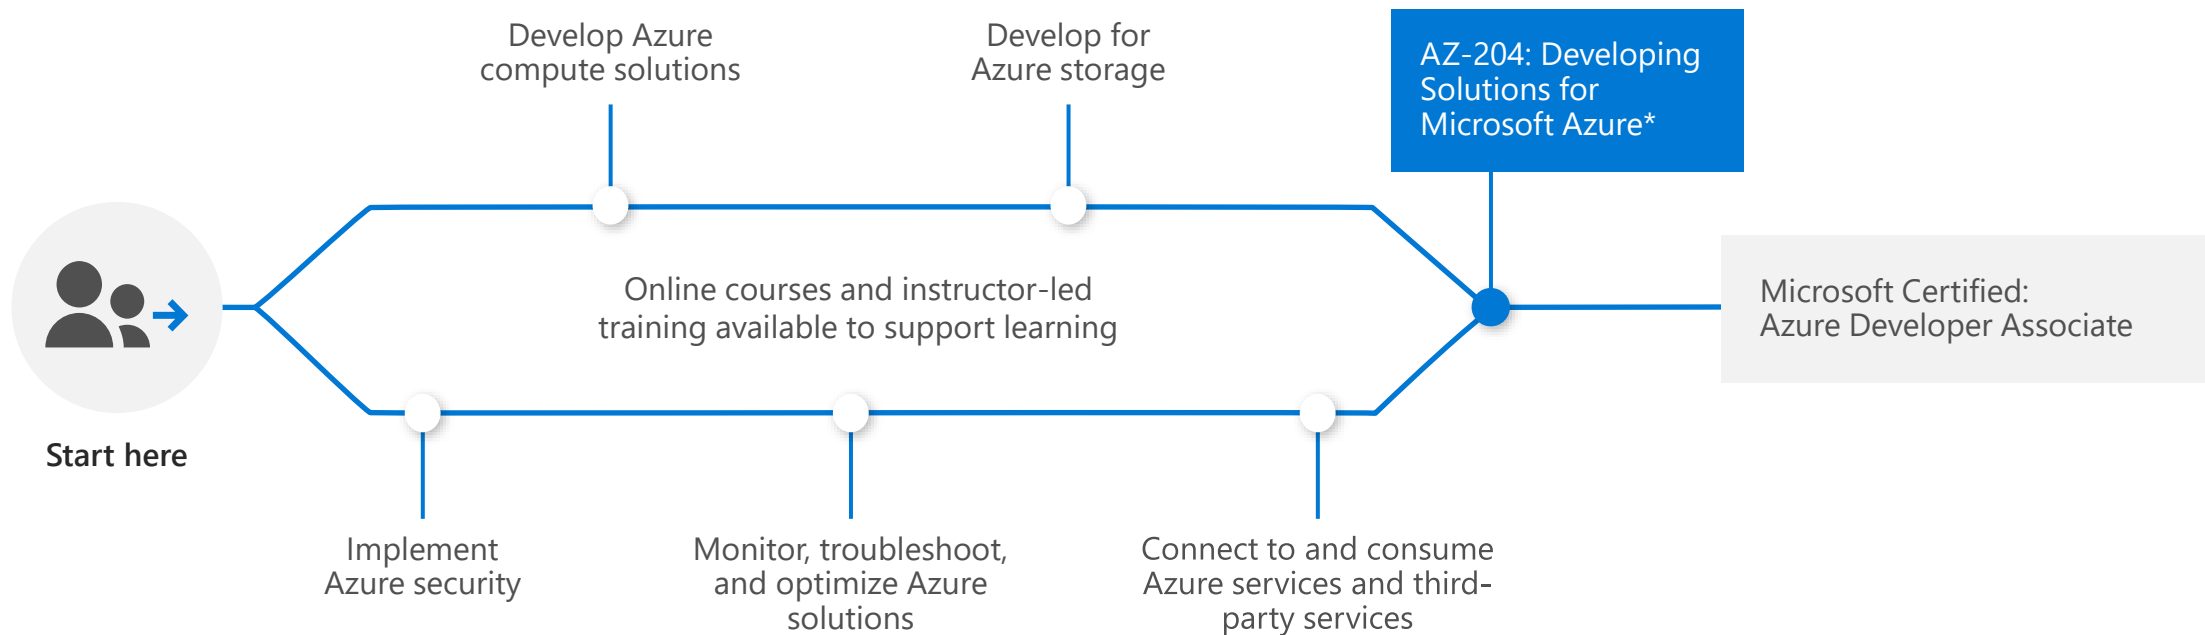 Develop Azure
compute solutions
Develop for
Azure storage
AZ-204: Developing
Solutions for
Microsoft Azure*
Online courses and instructor-led
training available to support learning
Microsoft Certified:
Azure Developer Associate
Start here
Implement
Azure security
Monitor, troubleshoot,
and optimize Azure
solutions
Connect to and consume
Azure services and third-
party services